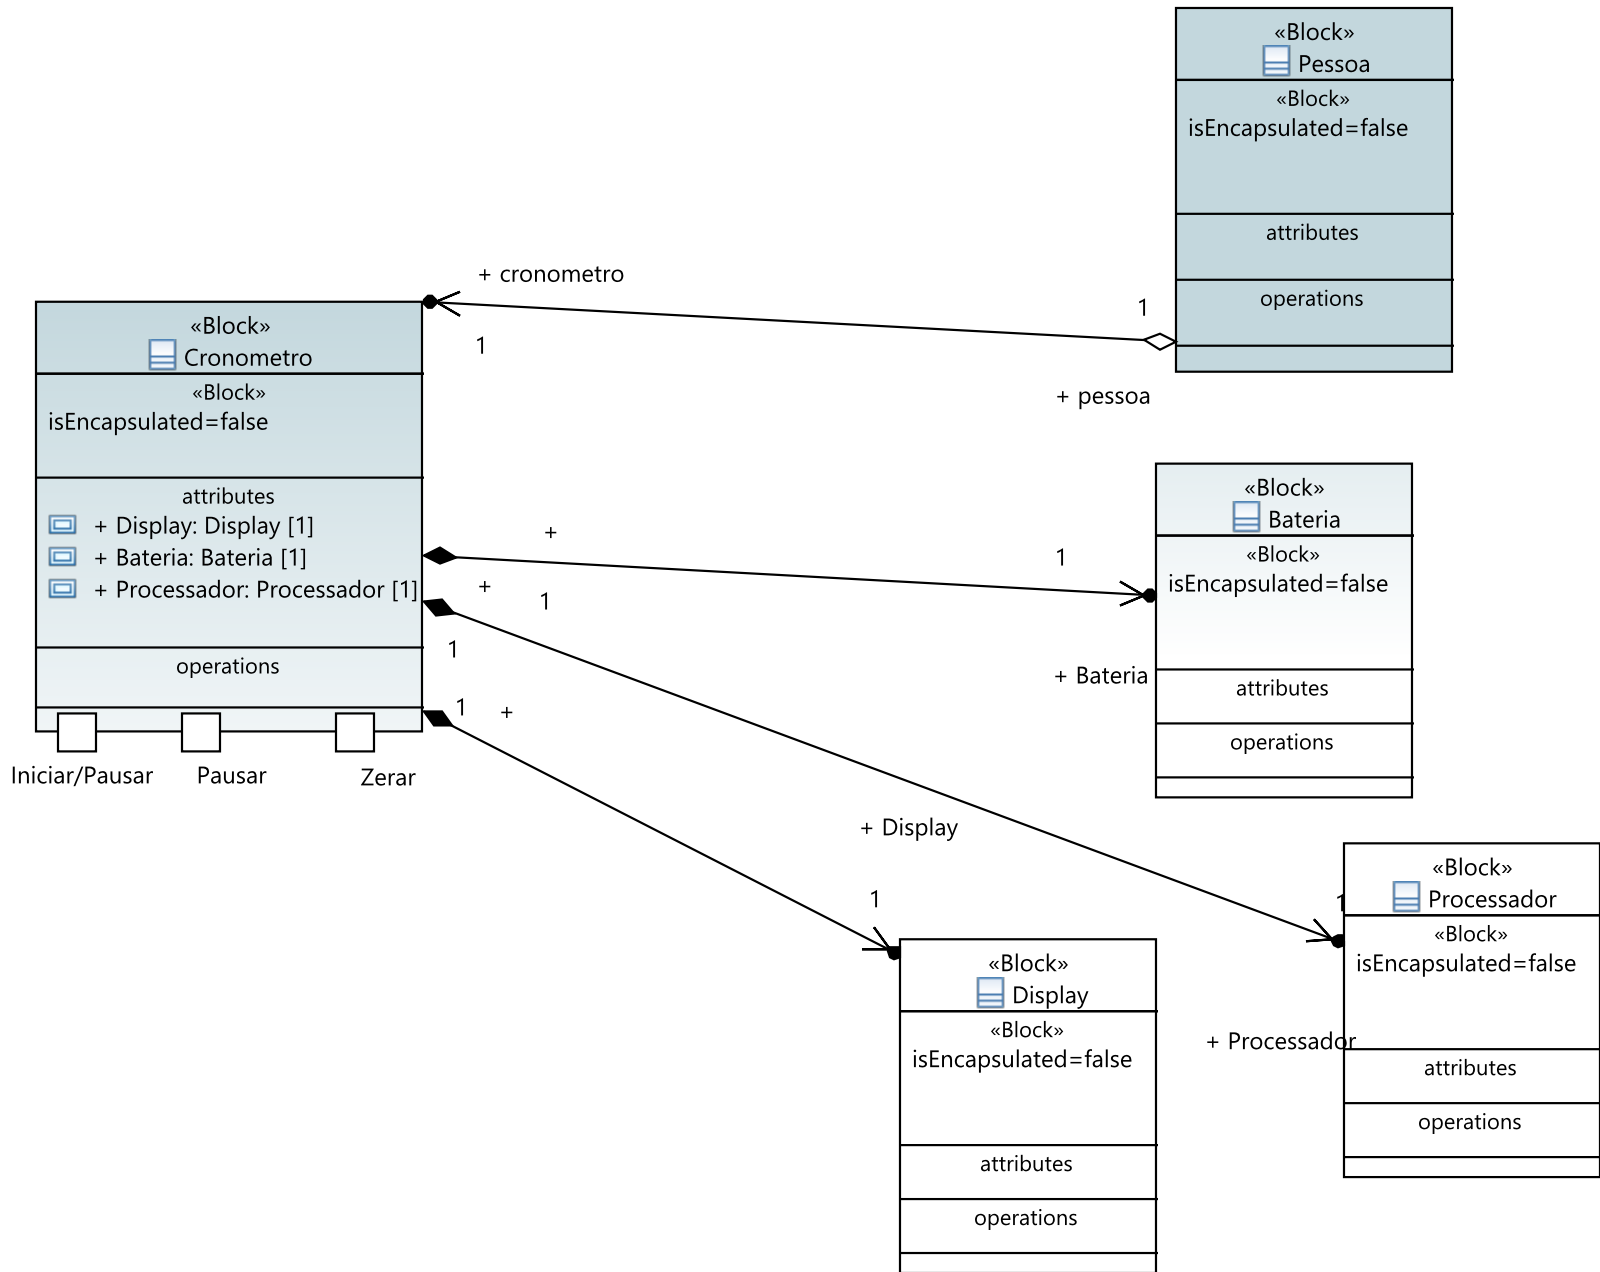 «Block»
Pessoa
«Block»
isEncapsulated=false
attributes
operations
+ cronometro
1
1
+ pessoa
«Block»
Cronometro
«Block»
isEncapsulated=false
attributes
+ Display: Display [1]
+ Bateria: Bateria [1]
+ Processador: Processador [1]
operations
Iniciar/Pausar
Pausar
Zerar
+
1
+
1
1
1
+
+ Bateria
«Block»
Bateria
«Block»
isEncapsulated=false
attributes
operations
+ Display
1
1
«Block»
Processador
«Block»
isEncapsulated=false
+ Processador
attributes
operations
«Block»
Display
«Block»
isEncapsulated=false
attributes
operations